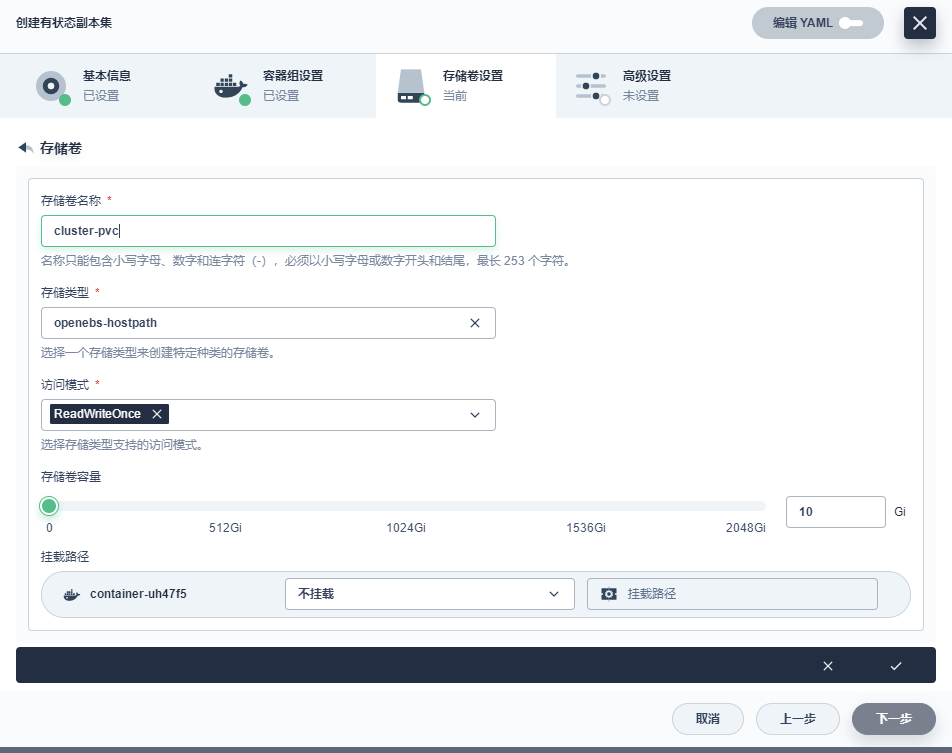 创建有状态副本集
编辑 YAML
基本信息
已设置
容器组设置
已设置
存储卷设置
当前
高级设置
未设置
存储卷
存储卷名称 *
cluster-pvc
名称只能包含小写字母、数字和连字符（-），必须以小写字母或数字开头和结尾，最长 253 个字符。
存储类型 *
openebs-hostpath
选择一个存储类型来创建特定种类的存储卷。
访问模式 *
ReadWriteOnce
选择存储类型支持的访问模式。
存储卷容量
10 Gi
0 512Gi 1024Gi 1536Gi 2048Gi
挂载路径
container-uh47f5 不挂载 挂载路径
取消 上一步 下一步